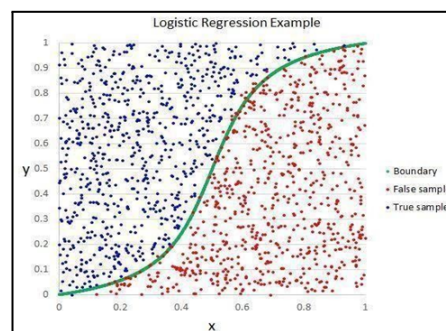 Logistic Regression Example
1
0.9
0.8
0.7
0.6
0.5
0.4
0.3
0.2
0.1
0
y
0 0.2 0.4 0.6 0.8 1
x
Boundary
False sample
True sample